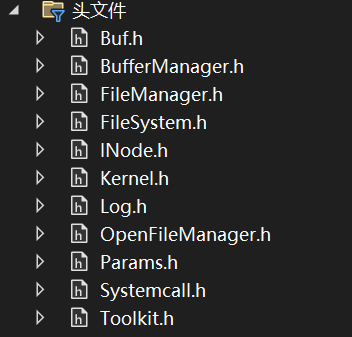 头文件
Buf.h
BufferManager.h
FileManager.h
FileSystem.h
INode.h
Kernel.h
Log.h
OpenFileManager.h
Params.h
Systemcall.h
Toolkit.h